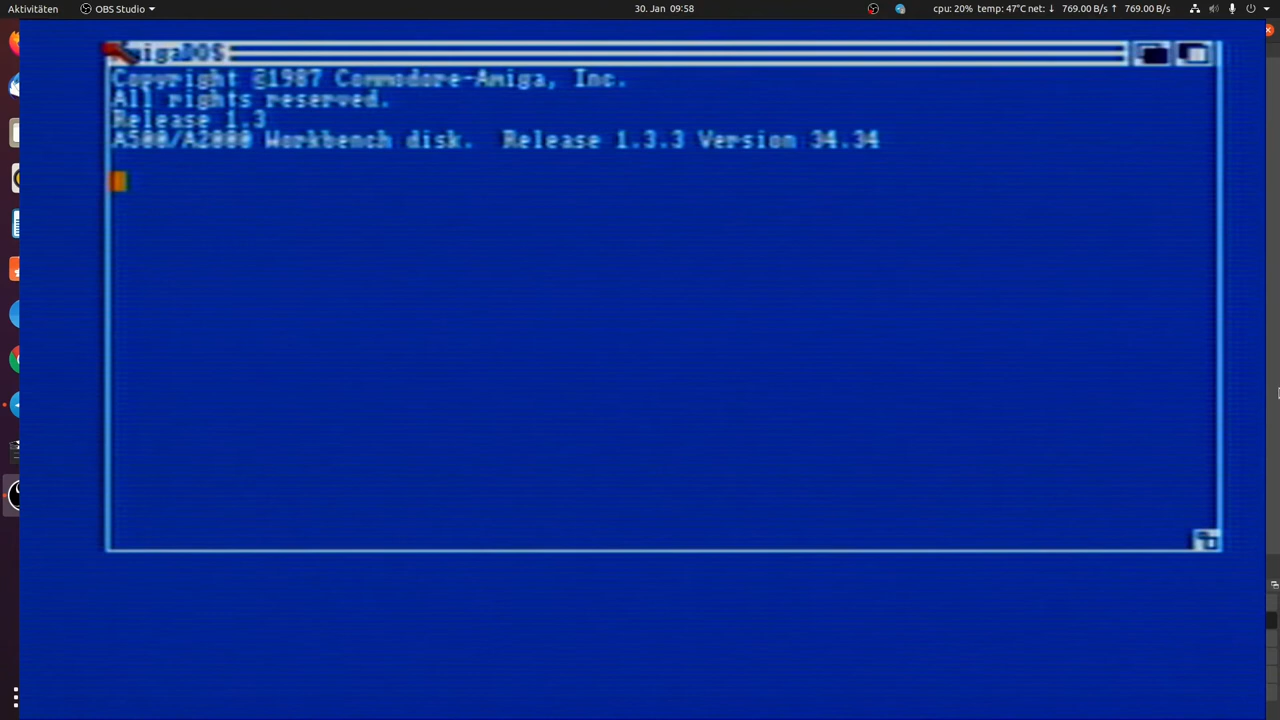 Aktivitäten OBS Studio 30. Jan 09:58 cpu: 20% temp: 47°C net: ↓ 769.00 B/s ↑ 769.00 B/s
AmigaDOS
Copyright ©1987 Commodore-Amiga, Inc.
All rights reserved.
Release 1.3
A500/A2000 Workbench disk. Release 1.3.3 Version 34.34